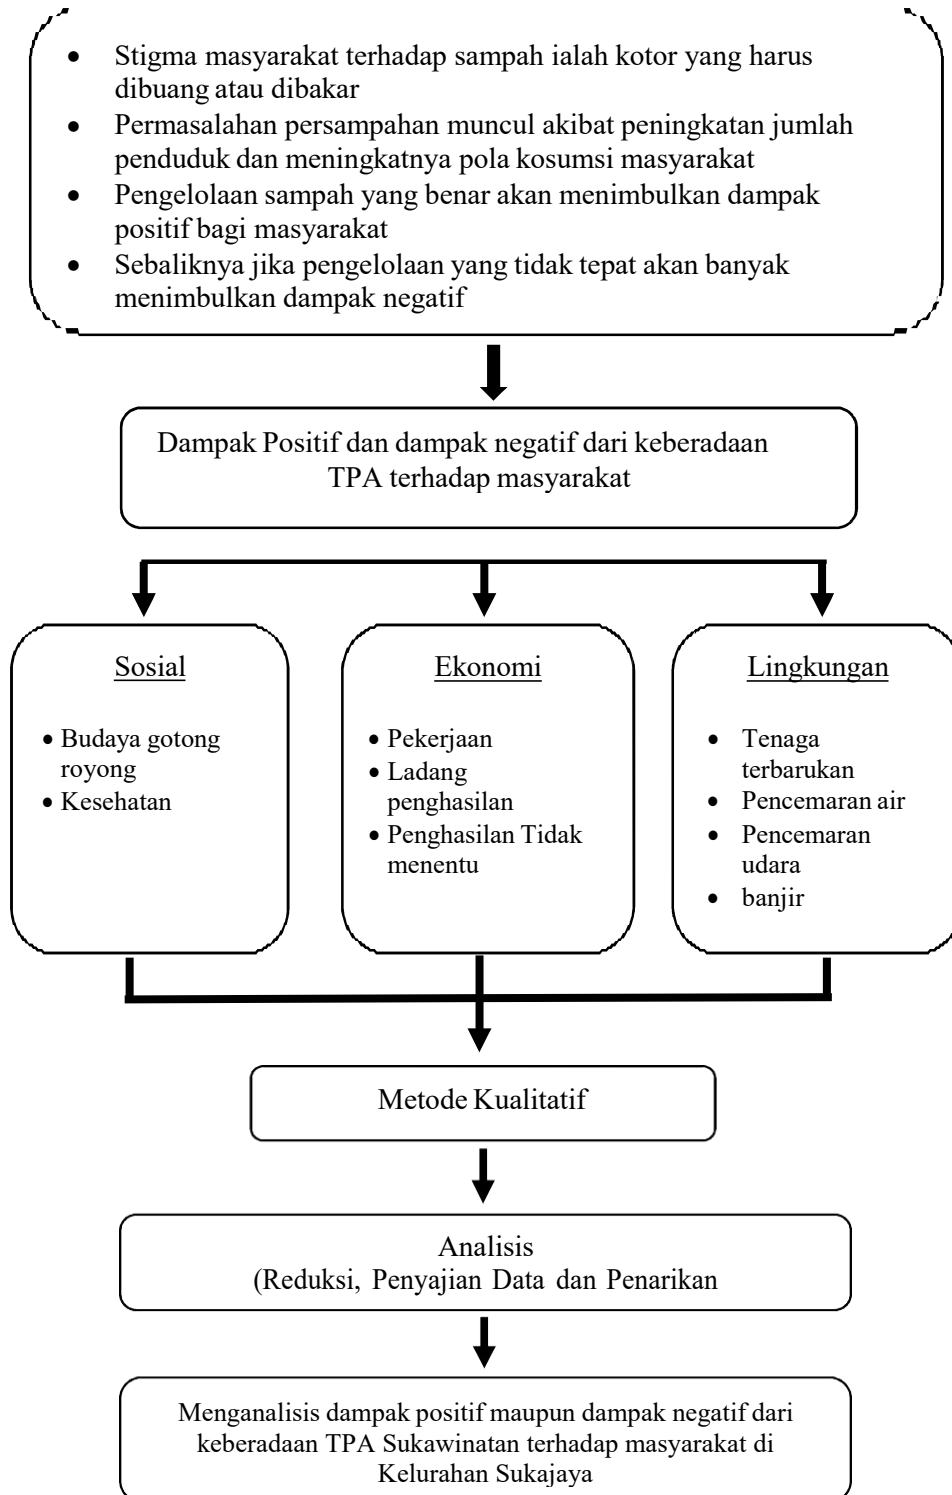 • Stigma masyarakat terhadap sampah ialah kotor yang harus
dibuang atau dibakar
• Permasalahan persampahan muncul akibat peningkatan jumlah
penduduk dan meningkatnya pola kosumsi masyarakat
• Pengelolaan sampah yang benar akan menimbulkan dampak
positif bagi masyarakat
• Sebaliknya jika pengelolaan yang tidak tepat akan banyak
menimbulkan dampak negatif
Dampak Positif dan dampak negatif dari keberadaan
TPA terhadap masyarakat
Sosial
• Budaya gotong
royong
• Kesehatan
Ekonomi
• Pekerjaan
• Ladang
penghasilan
• Penghasilan Tidak
menentu
Lingkungan
• Tenaga
terbarukan
• Pencemaran air
• Pencemaran
udara
• banjir
Metode Kualitatif
Analisis
(Reduksi, Penyajian Data dan Penarikan
Menganalisis dampak positif maupun dampak negatif dari
keberadaan TPA Sukawinatan terhadap masyarakat di
Kelurahan Sukajaya